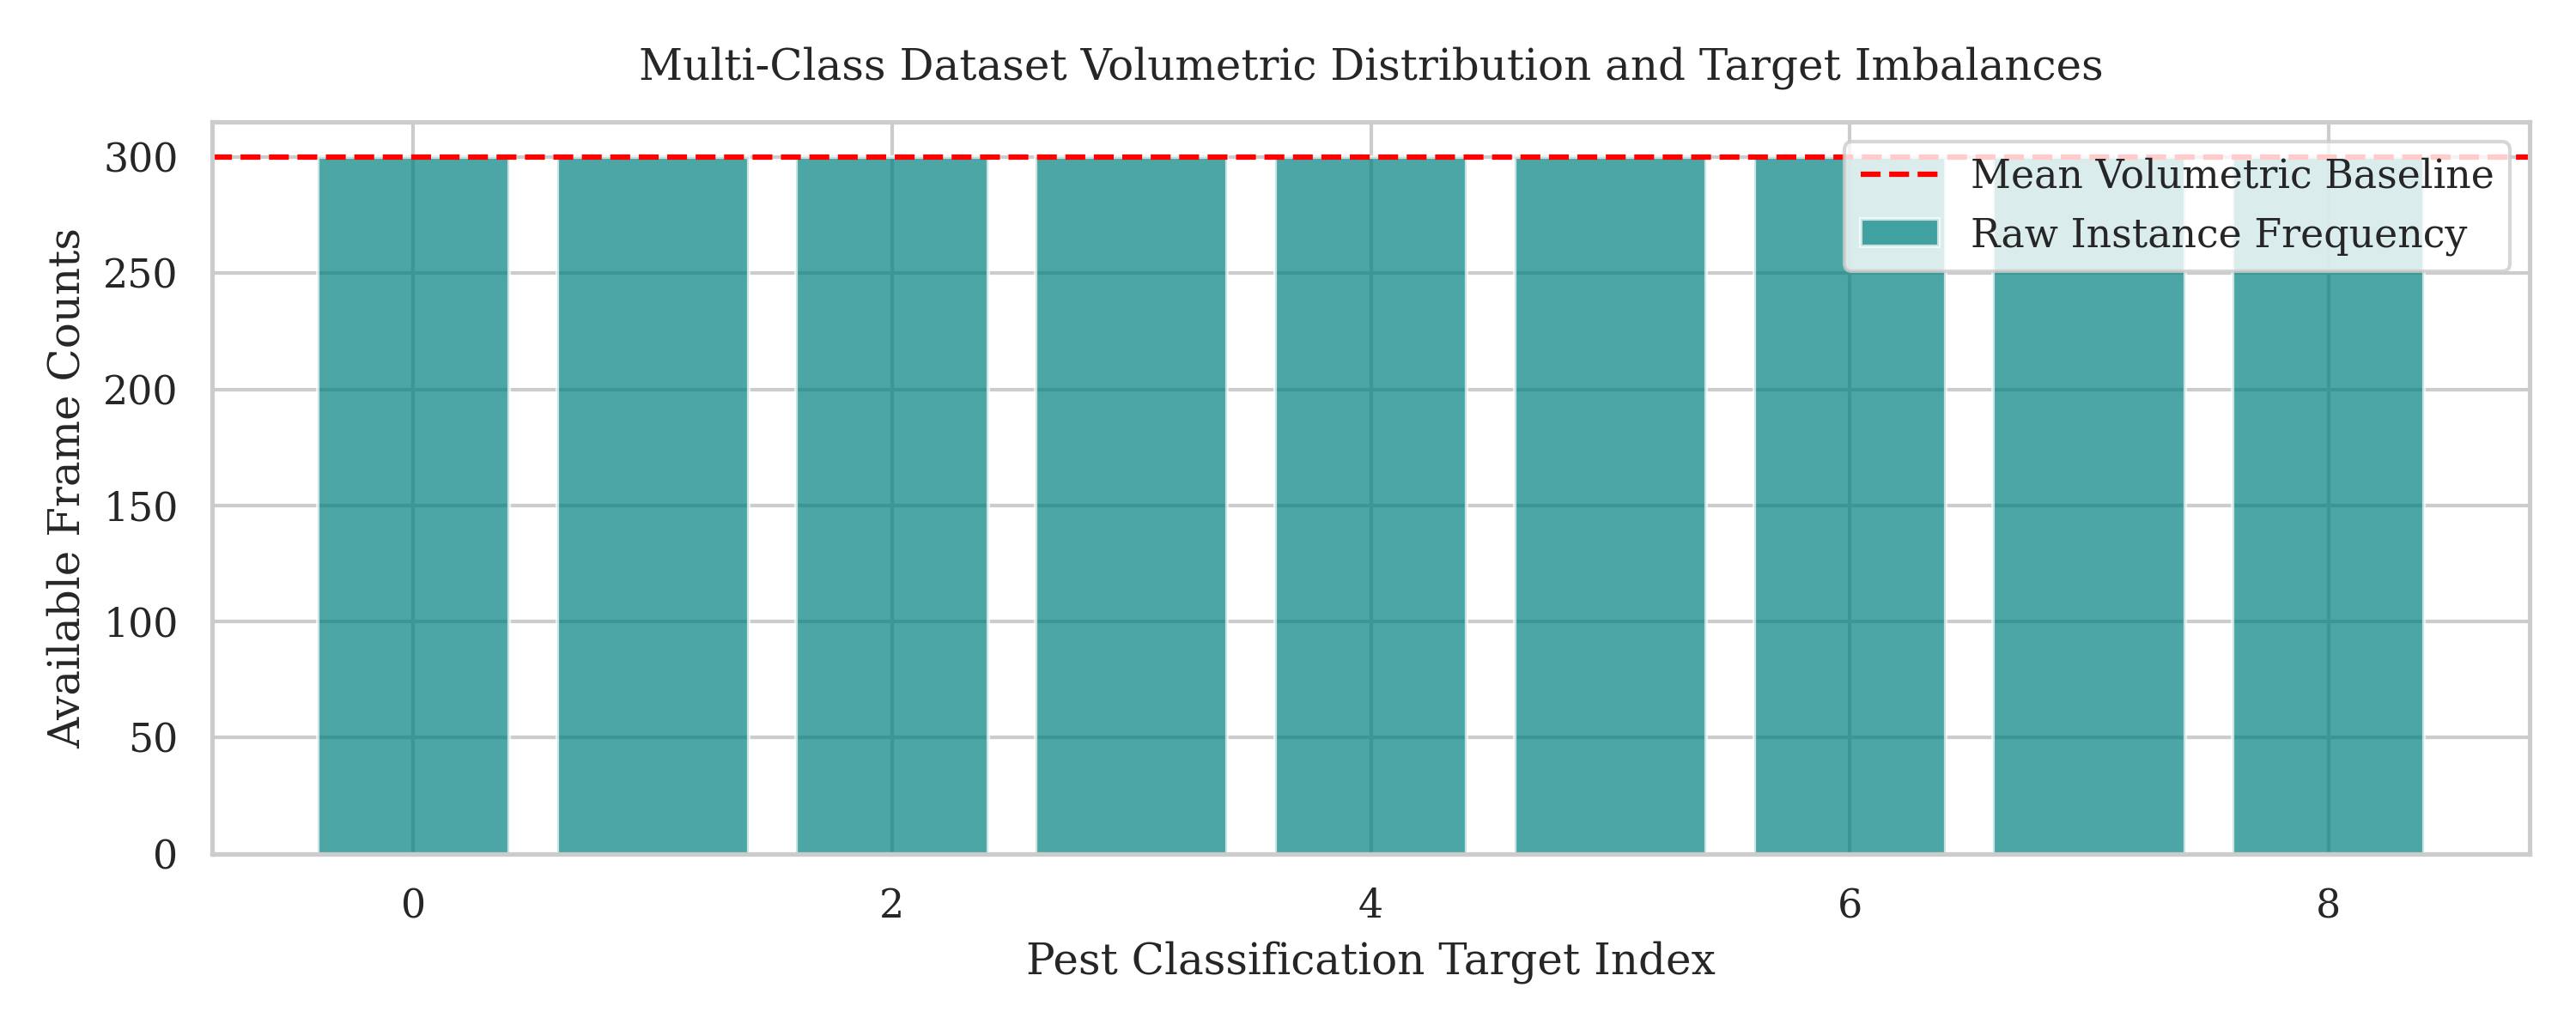 Multi-Class Dataset Volumetric Distribution and Target Imbalances
Available Frame Counts
300
250
200
150
100
50
0
Mean Volumetric Baseline
Raw Instance Frequency
0 2 4 6 8
Pest Classification Target Index